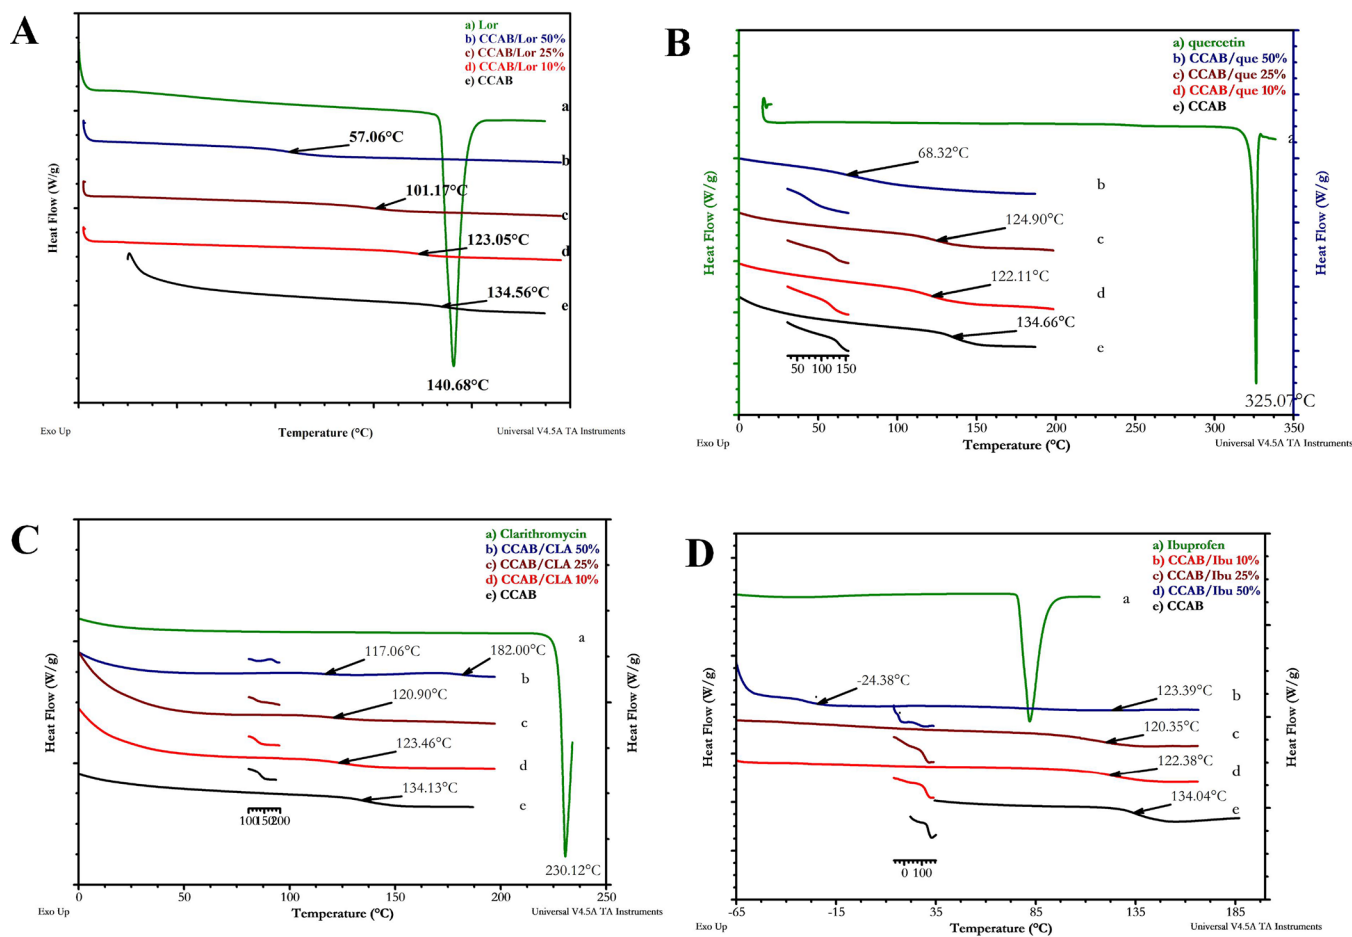 A
a) Lor
b) CCAB/Lor 50%
c) CCAB/Lor 25%
d) CCAB/Lor 10%
e) CCAB
a
57.06°C
b
101.17°C
c
123.05°C
d
134.56°C
e
140.68°C
Heat Flow (W/g)
Exo Up
Temperature (°C)
Universal V4.5A TA Instruments
B
a) quercetin
b) CCAB/que 50%
c) CCAB/que 25%
d) CCAB/que 10%
e) CCAB
a
68.32°C
b
124.90°C
c
122.11°C
d
134.66°C
e
50 100 150
325.07°C
Heat Flow (W/g)
Heat Flow (W/g)
0 50 100 150 200 250 300 350
Exo Up
Temperature (°C)
Universal V4.5A TA Instruments
C
a) Clarithromycin
b) CCAB/CLA 50%
c) CCAB/CLA 25%
d) CCAB/CLA 10%
e) CCAB
a
117.06°C
182.00°C
b
120.90°C
c
123.46°C
d
134.13°C
e
100 150 200
230.12°C
Heat Flow (W/g)
Heat Flow (W/g)
0 50 100 150 200 250
Exo Up
Temperature (°C)
Universal V4.5A TA Instruments
D
a) Ibuprofen
b) CCAB/Ibu 10%
c) CCAB/Ibu 25%
d) CCAB/Ibu 50%
e) CCAB
a
-24.38°C
123.39°C
b
120.35°C
c
122.38°C
d
134.04°C
e
0 100
Heat Flow (W/g)
Heat Flow (W/g)
-65 -15 35 85 135 185
Exo Up
Temperature (°C)
Universal V4.5A TA Instruments